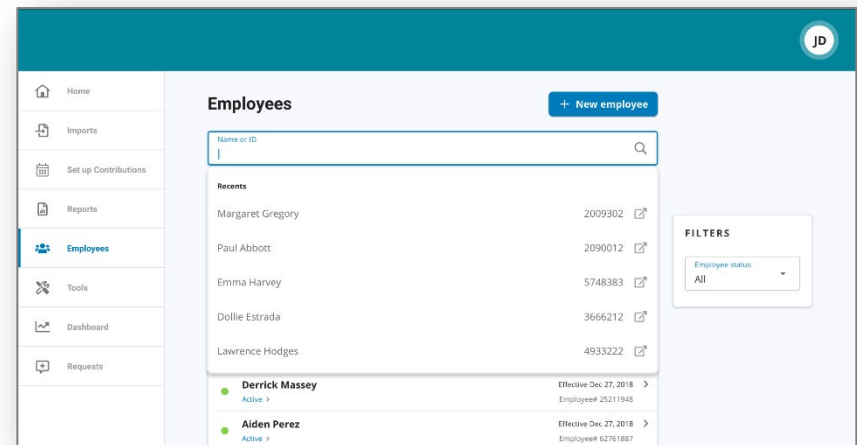 JD
Home
Imports
Set up Contributions
Reports
Employees
Tools
Dashboard
Requests
Employees
+ New employee
Name or ID
Recents
Margaret Gregory 2009302
Paul Abbott 2090012
Emma Harvey 5748383
Dollie Estrada 3666212
Lawrence Hodges 4933222
Derrick Massey Effective Dec 27, 2018
Active > Employee# 25211948
Aiden Perez Effective Dec 27, 2018
Active > Employee# 62761887
FILTERS
Employee status
All